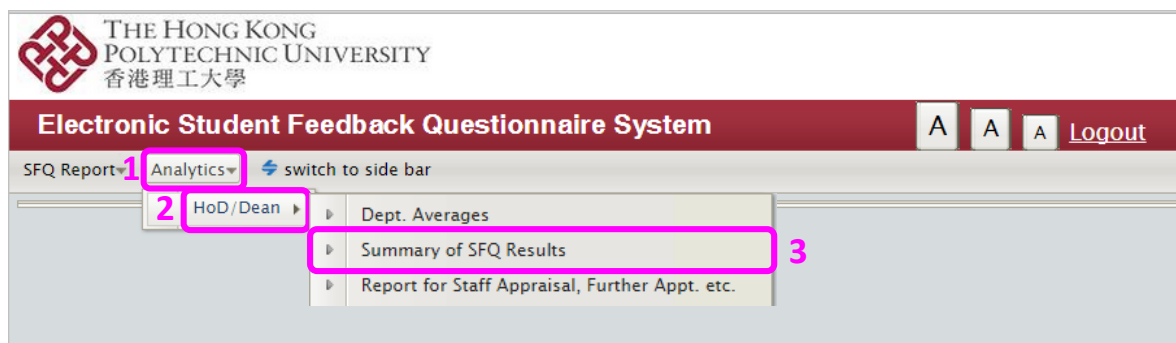 THE HONG KONG
POLYTECHNIC UNIVERSITY
香港理工大學
Electronic Student Feedback Questionnaire System
A A A Logout
SFQ Report 1 Analytics switch to side bar
2 HoD/Dean
Dept. Averages
Summary of SFQ Results 3
Report for Staff Appraisal, Further Appt. etc.